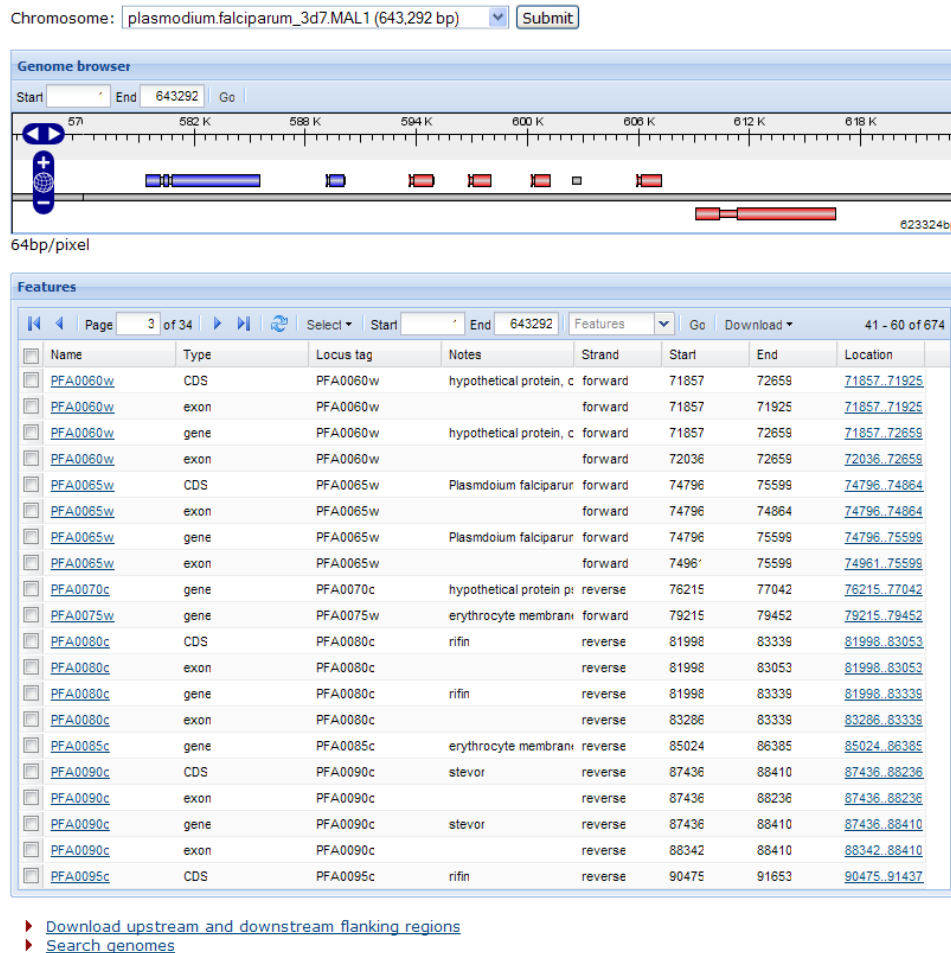 Chromosome: plasmodium.falciparum_3d7.MAL1 (643,292 bp) Submit
Genome browser
Start End 643292 Go
582 K 588 K 594 K 600 K 606 K 612 K 618 K
623324b
64bp/pixel
Features
Page 3 of 34 Select Start End 643292 Features Go Download 41 - 60 of 674
Name Type Locus tag Notes Strand Start End Location
PFA0060w CDS PFA0060w hypothetical protein, c forward 71857 72659 71857..71925
PFA0060w exon PFA0060w forward 71857 71925 71857..71925
PFA0060w gene PFA0060w hypothetical protein, c forward 71857 72659 71857..72659
PFA0060w exon PFA0060w forward 72036 72659 72036..72659
PFA0065w CDS PFA0065w Plasmdoium falciparum forward 74796 75599 74796..74864
PFA0065w exon PFA0065w forward 74796 74864 74796..74864
PFA0065w gene PFA0065w Plasmdoium falciparum forward 74796 75599 74796..75599
PFA0065w exon PFA0065w forward 74961 75599 74961..75599
PFA0070c gene PFA0070c hypothetical protein ps reverse 76215 77042 76215..77042
PFA0075w gene PFA0075w erythrocyte membrane forward 79215 79452 79215..79452
PFA0080c CDS PFA0080c rifin reverse 81998 83339 81998..83053
PFA0080c exon PFA0080c reverse 81998 83053 81998..83053
PFA0080c gene PFA0080c rifin reverse 81998 83339 81998..83339
PFA0080c exon PFA0080c reverse 83286 83339 83286..83339
PFA0085c gene PFA0085c erythrocyte membrane reverse 85024 86385 85024..86385
PFA0090c CDS PFA0090c stevor reverse 87436 88410 87436..88236
PFA0090c exon PFA0090c reverse 87436 88236 87436..88236
PFA0090c gene PFA0090c stevor reverse 87436 88410 87436..88410
PFA0090c exon PFA0090c reverse 88342 88410 88342..88410
PFA0095c CDS PFA0095c rifin reverse 90475 91653 90475..91437
Download upstream and downstream flanking regions
Search genomes